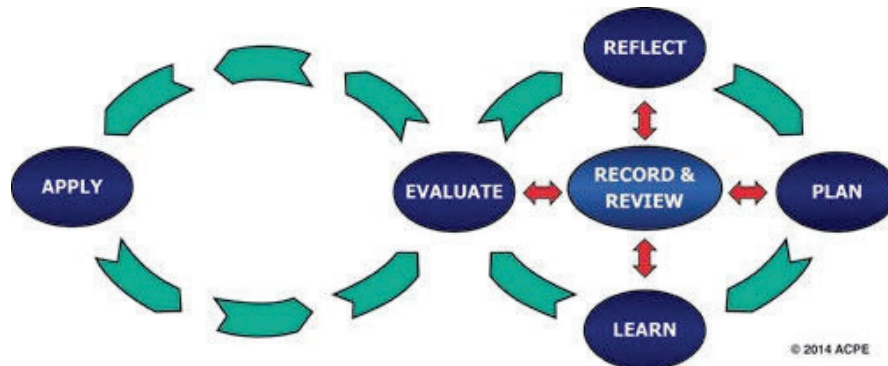 REFLECT
APPLY
EVALUATE
RECORD &
REVIEW
PLAN
LEARN
© 2014 ACPE